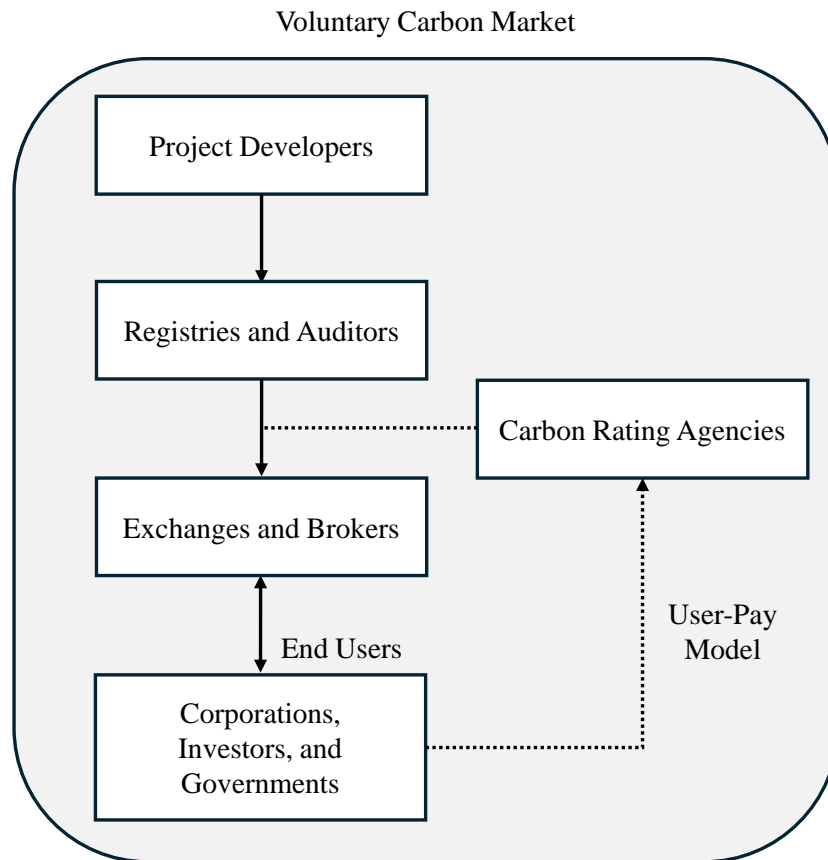 Voluntary Carbon Market
Project Developers
Registries and Auditors
Carbon Rating Agencies
Exchanges and Brokers
End Users
User-Pay
Model
Corporations,
Investors, and
Governments